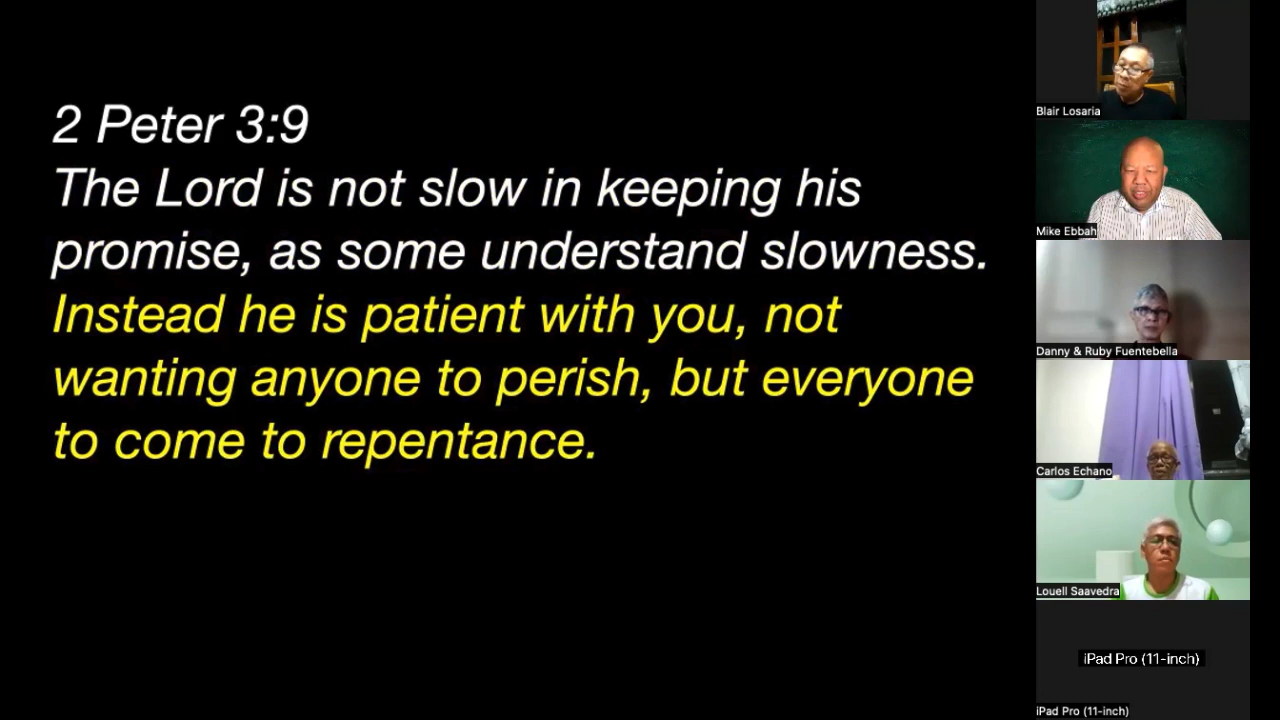 2 Peter 3:9
The Lord is not slow in keeping his
promise, as some understand slowness.
Instead he is patient with you, not
wanting anyone to perish, but everyone
to come to repentance.
Blair Losaria
Mike Ebbah
Danny & Ruby Fuentebella
Carlos Echano
Louell Saavedra
iPad Pro (11-inch)
iPad Pro (11-inch)